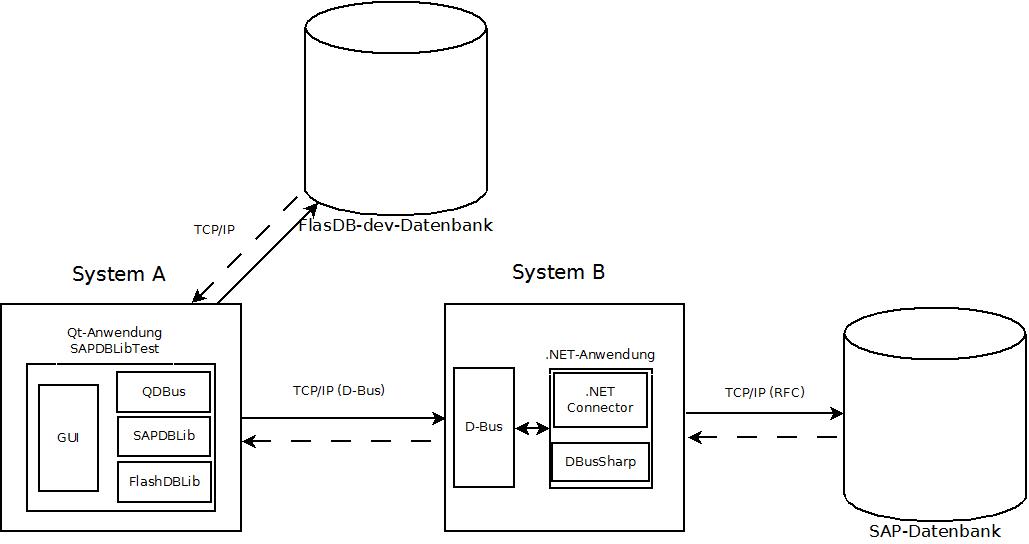 FlasDB-dev-Datenbank
TCP/IP
System A
System B
Qt-Anwendung
SAPDBLibTest
GUI
QDBus
SAPDBLib
FlashDBLib
TCP/IP (D-Bus)
.NET-Anwendung
D-Bus
.NET
Connector
DBusSharp
TCP/IP (RFC)
SAP-Datenbank